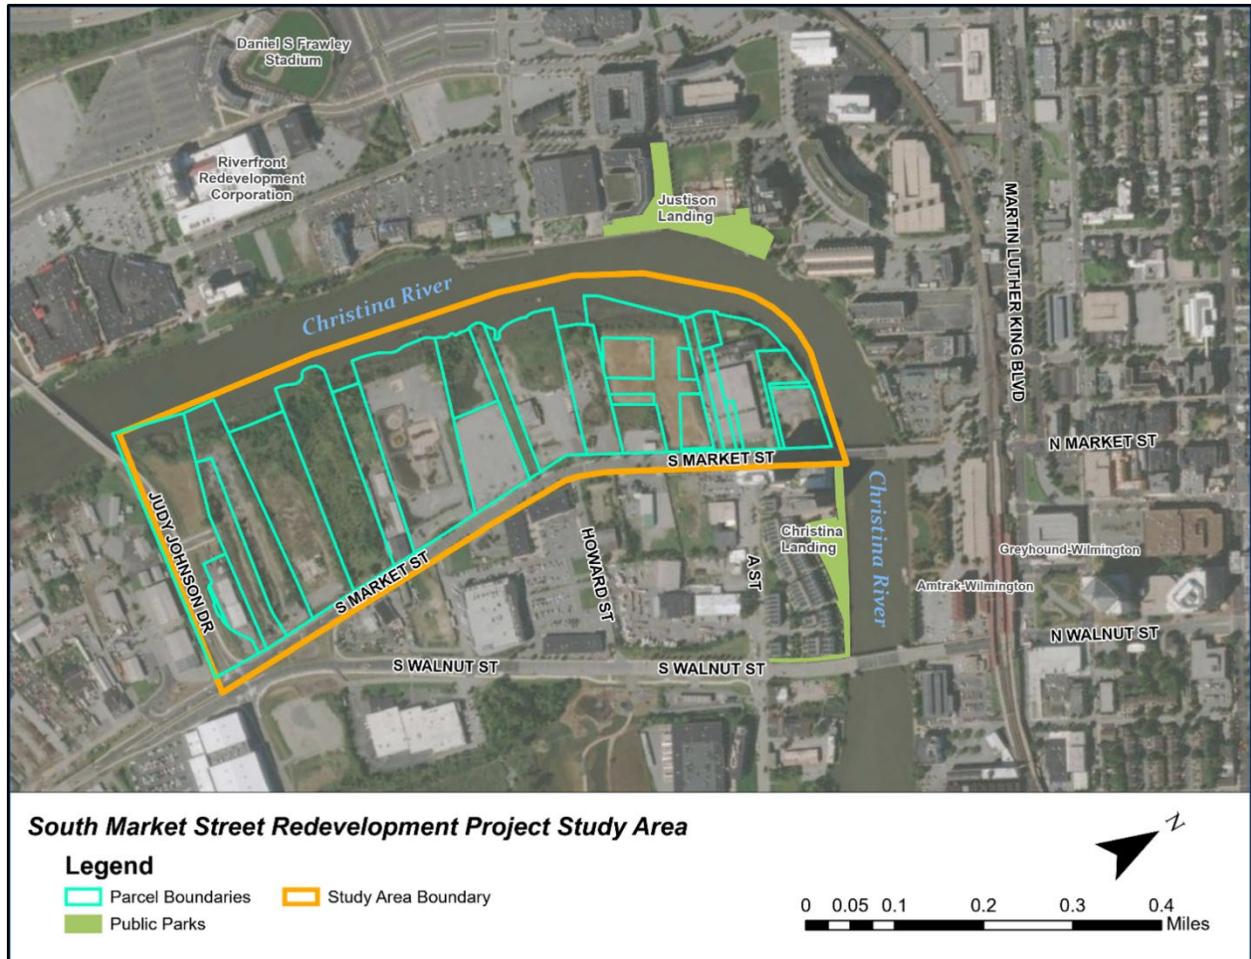 Daniel S Frawley
Stadium
Riverfront
Redevelopment
Corporation
Justison
Landing
Christina River
MARTIN LUTHER KING BLVD
N MARKET ST
S MARKET ST
Christina River
JUDY JOHNSON DR
S MARKET ST
HOWARD ST
A ST
Christina
Landing
Greyhound-Wilmington
Amtrak-Wilmington
N WALNUT ST
S WALNUT ST
S WALNUT ST
South Market Street Redevelopment Project Study Area
Legend
Parcel Boundaries
Study Area Boundary
Public Parks
N
0 0.05 0.1 0.2 0.3 0.4
Miles